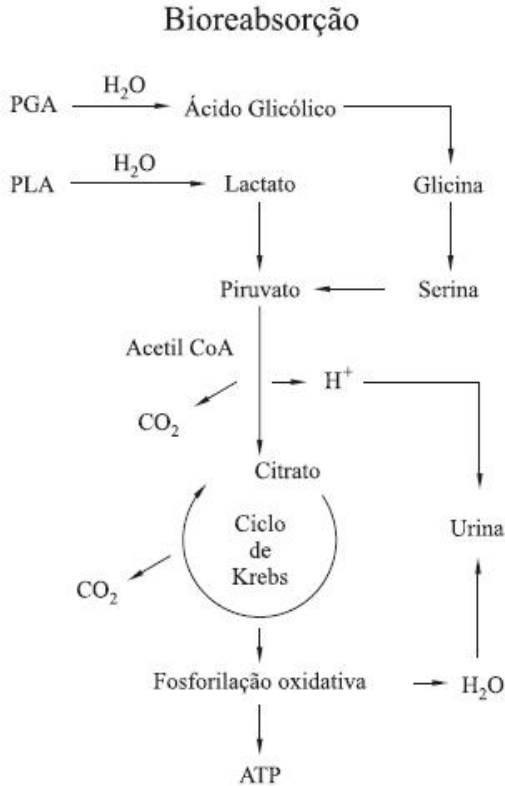 Bioreabsorção
PGA
H₂O
Ácido Glicólico
PLA
H₂O
Lactato
Glicina
Piruvato
Serina
Acetil CoA
H⁺
CO₂
Citrato
Ciclo
de
Krebs
Urina
CO₂
Fosforilação oxidativa
H₂O
ATP